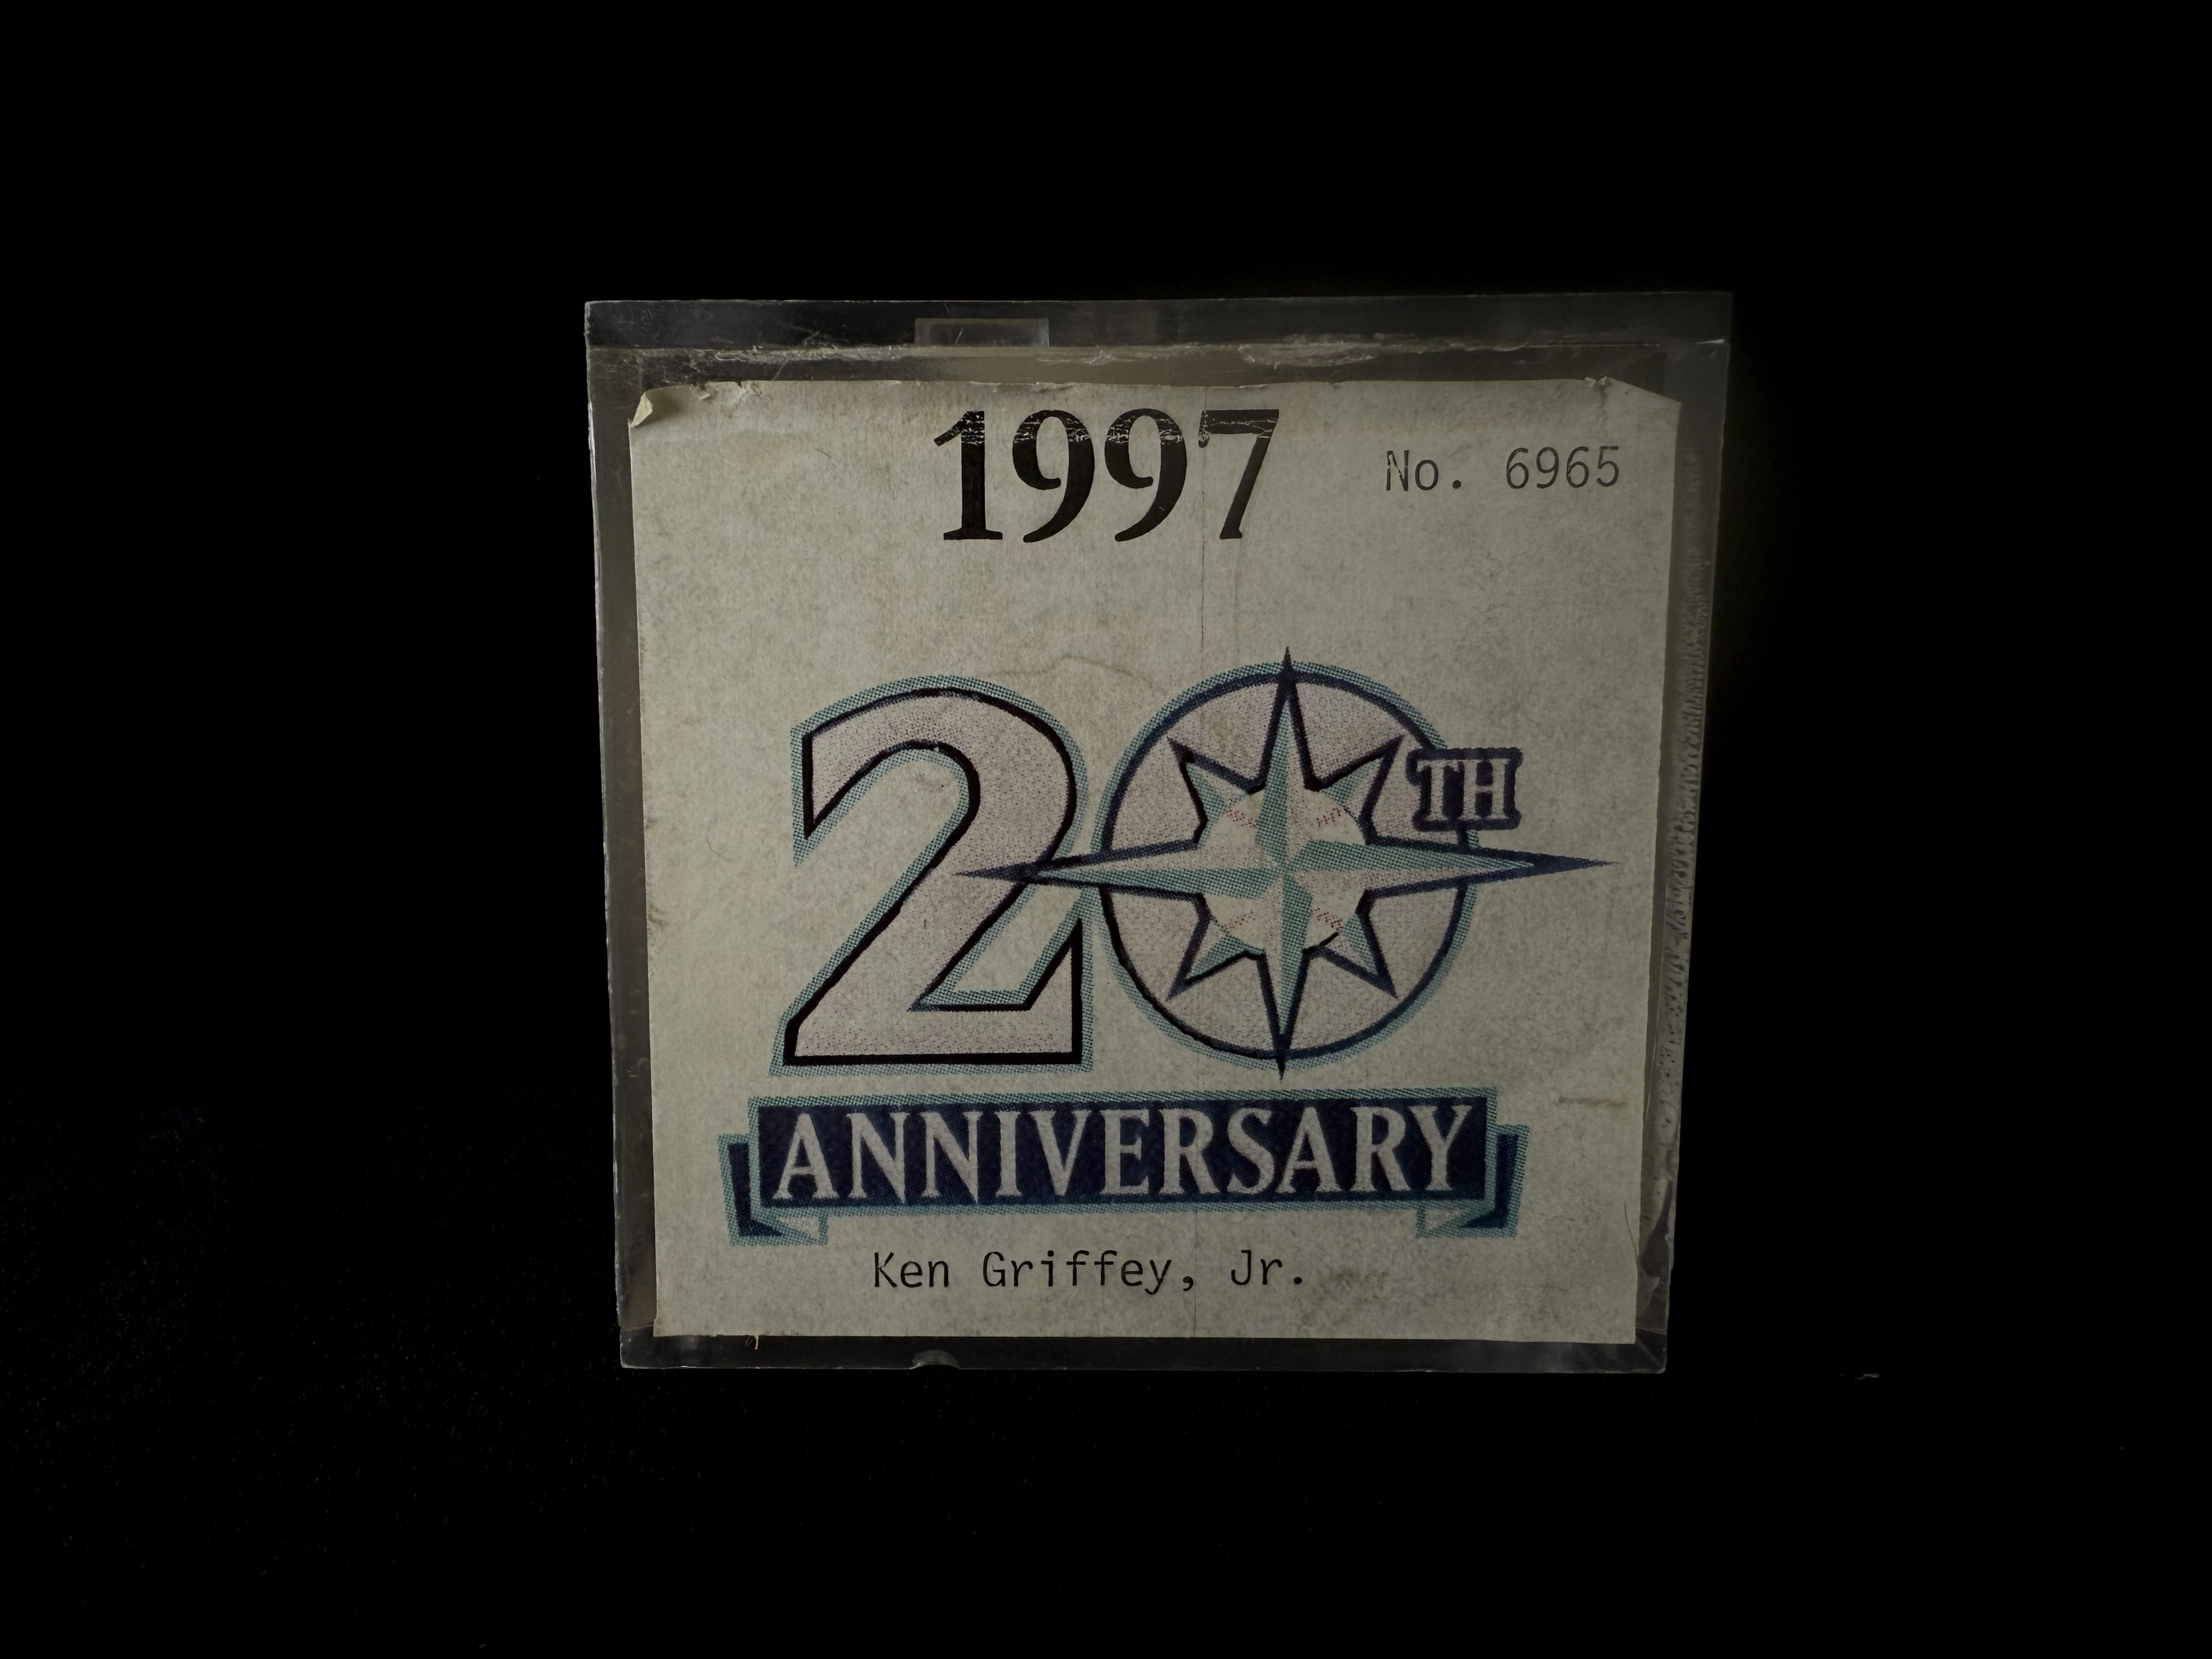 1997
No. 6965
20TH
ANNIVERSARY
Ken Griffey, Jr.